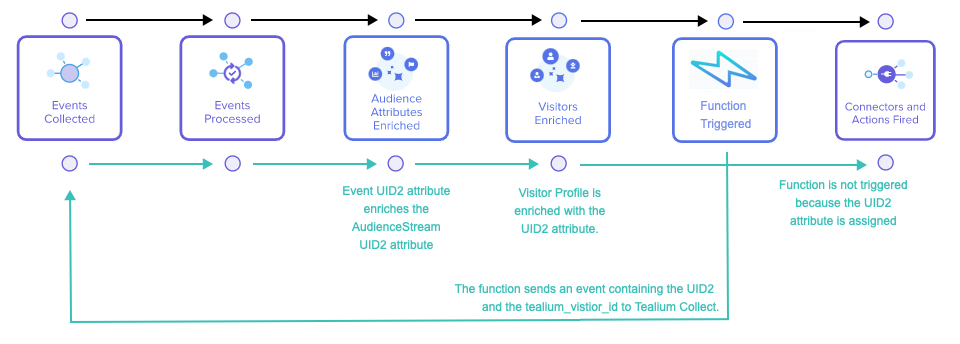 Events
Collected
Events
Processed
Audience
Attributes
Enriched
Visitors
Enriched
Function
Triggered
Connectors and
Actions Fired
Event UID2 attribute
enriches the
AudienceStream
UID2 attribute
Visitor Profile is
enriched with the
UID2 attribute.
Function is not triggered
because the UID2
attribute is assigned
The function sends an event containing the UID2
and the tealium_vistior_id to Tealium Collect.